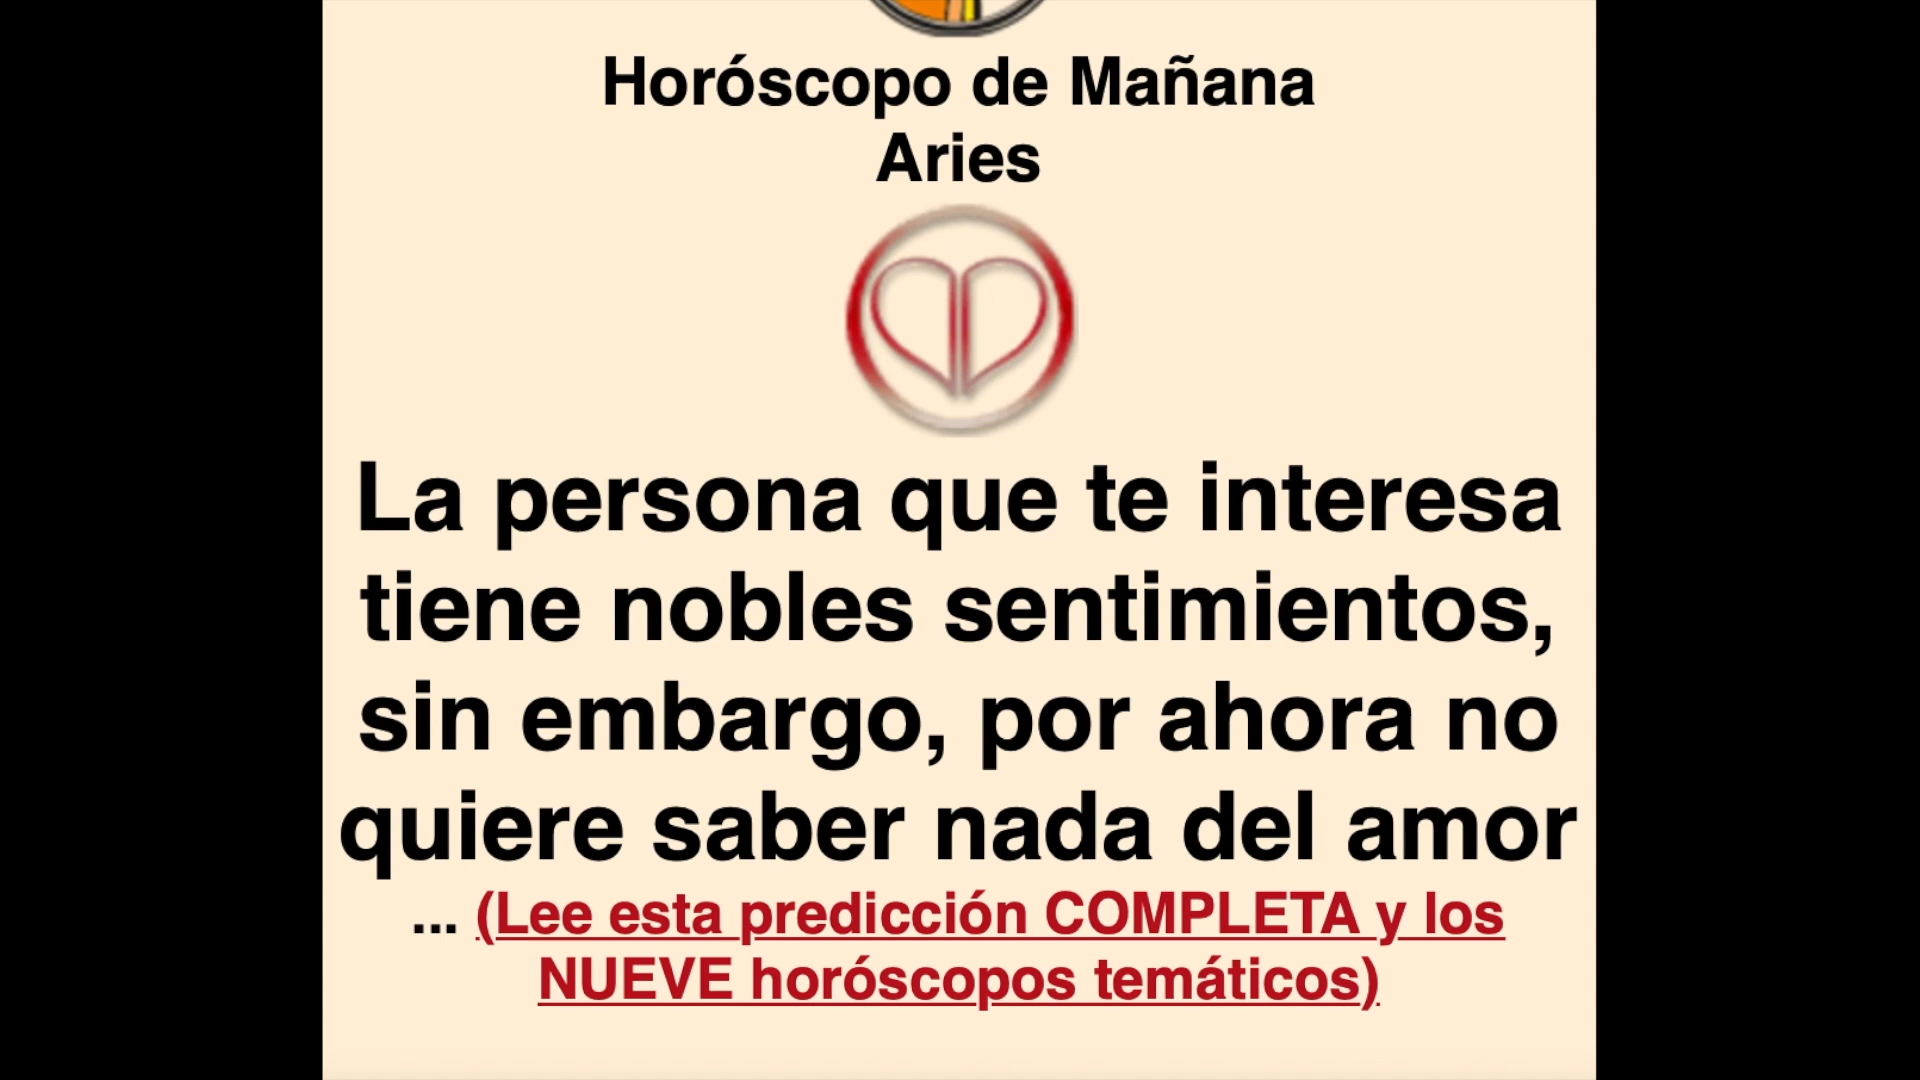 Horóscopo de Mañana
Aries
La persona que te interesa
tiene nobles sentimientos,
sin embargo, por ahora no
quiere saber nada del amor
... (Lee esta predicción COMPLETA y los
NUEVE horóscopos temáticos)